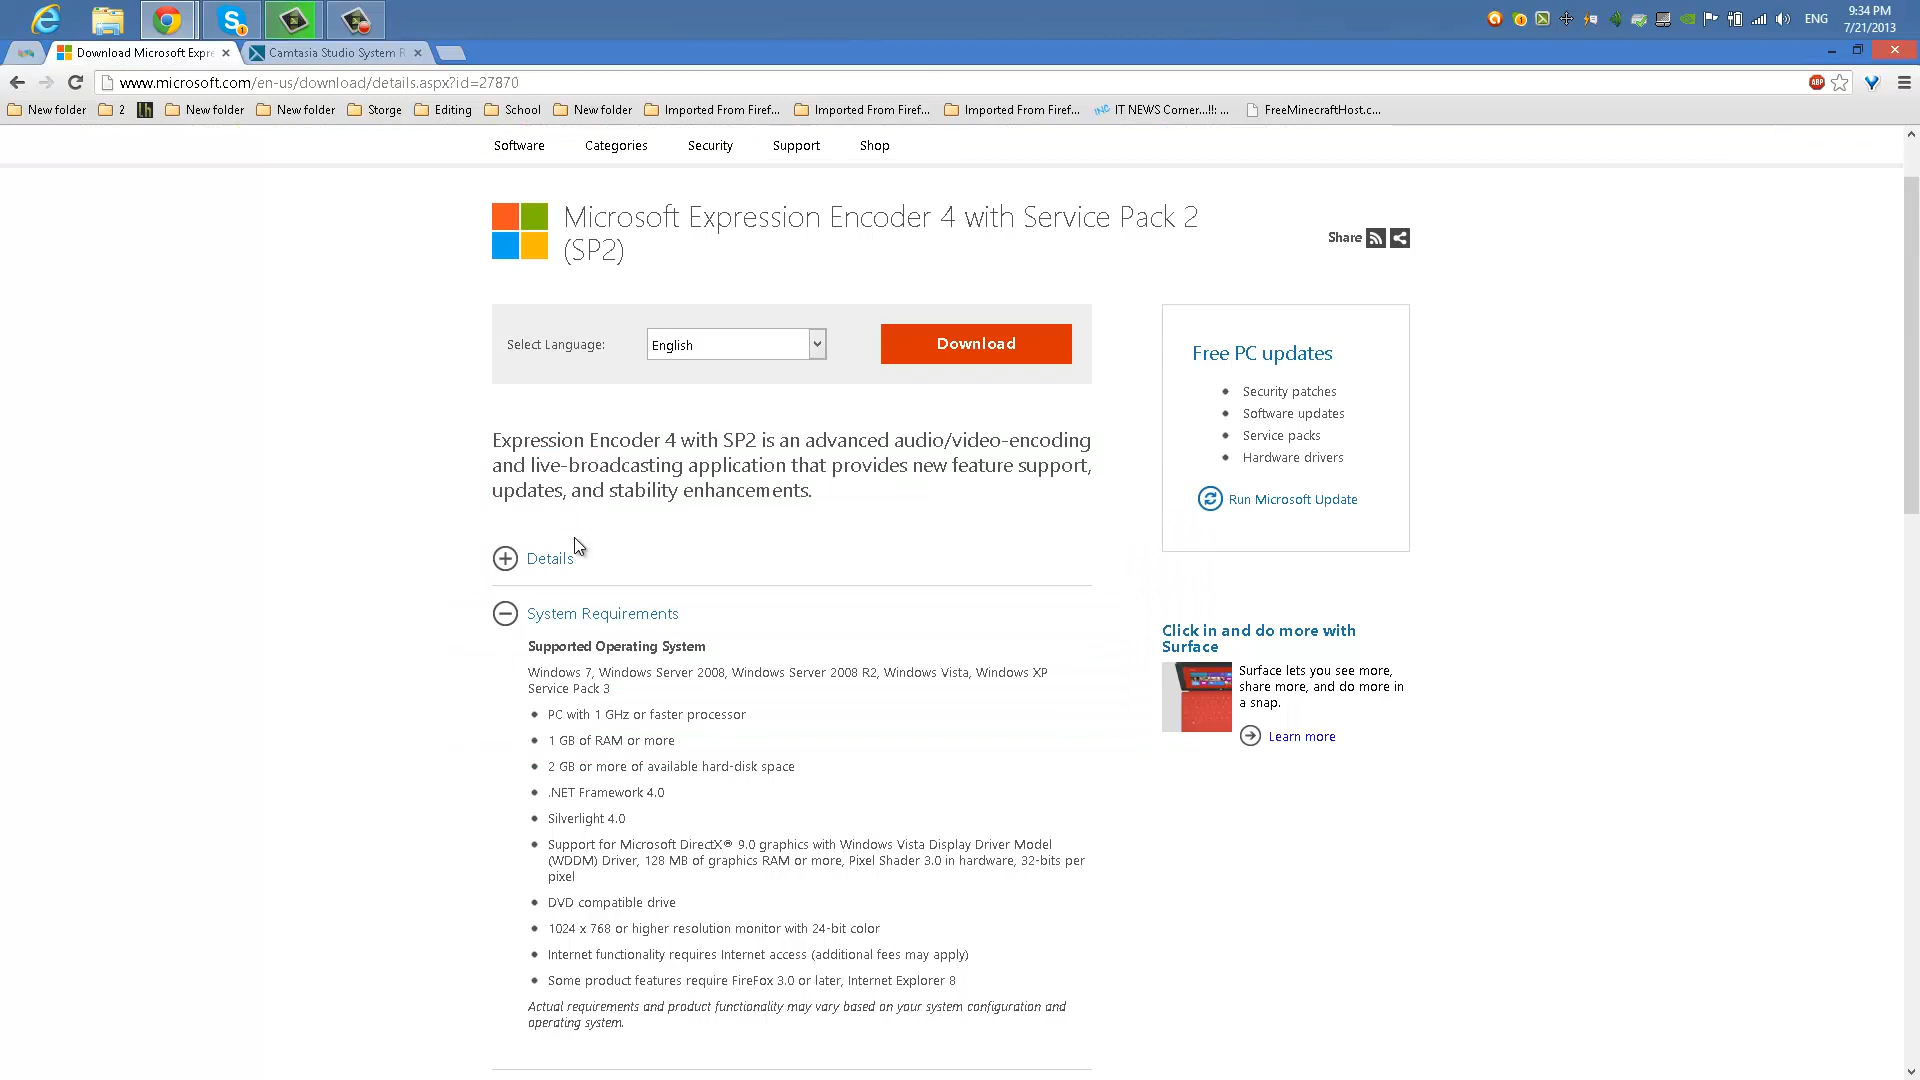 ENG
9:34 PM
7/21/2013
Download Microsoft Expre
Camtasia Studio System R
www.microsoft.com/en-us/download/details.aspx?id=27870
ABP
New folder
2
lh
New folder
New folder
Storge
Editing
School
New folder
Imported From Firef...
Imported From Firef...
Imported From Firef...
INC IT NEWS Corner...!!: ...
FreeMinecraftHost.c...
Software
Categories
Security
Support
Shop
Microsoft Expression Encoder 4 with Service Pack 2
(SP2)
Share
Select Language:
English
Download
Free PC updates
Security patches
Software updates
Service packs
Hardware drivers
Run Microsoft Update
Expression Encoder 4 with SP2 is an advanced audio/video-encoding
and live-broadcasting application that provides new feature support,
updates, and stability enhancements.
Details
System Requirements
Supported Operating System
Windows 7, Windows Server 2008, Windows Server 2008 R2, Windows Vista, Windows XP
Service Pack 3
PC with 1 GHz or faster processor
1 GB of RAM or more
2 GB or more of available hard-disk space
.NET Framework 4.0
Silverlight 4.0
Support for Microsoft DirectX® 9.0 graphics with Windows Vista Display Driver Model
(WDDM) Driver, 128 MB of graphics RAM or more, Pixel Shader 3.0 in hardware, 32-bits per
pixel
DVD compatible drive
1024 x 768 or higher resolution monitor with 24-bit color
Internet functionality requires Internet access (additional fees may apply)
Some product features require FireFox 3.0 or later, Internet Explorer 8
Actual requirements and product functionality may vary based on your system configuration and
operating system.
Click in and do more with
Surface
Surface lets you see more,
share more, and do more in
a snap.
Learn more